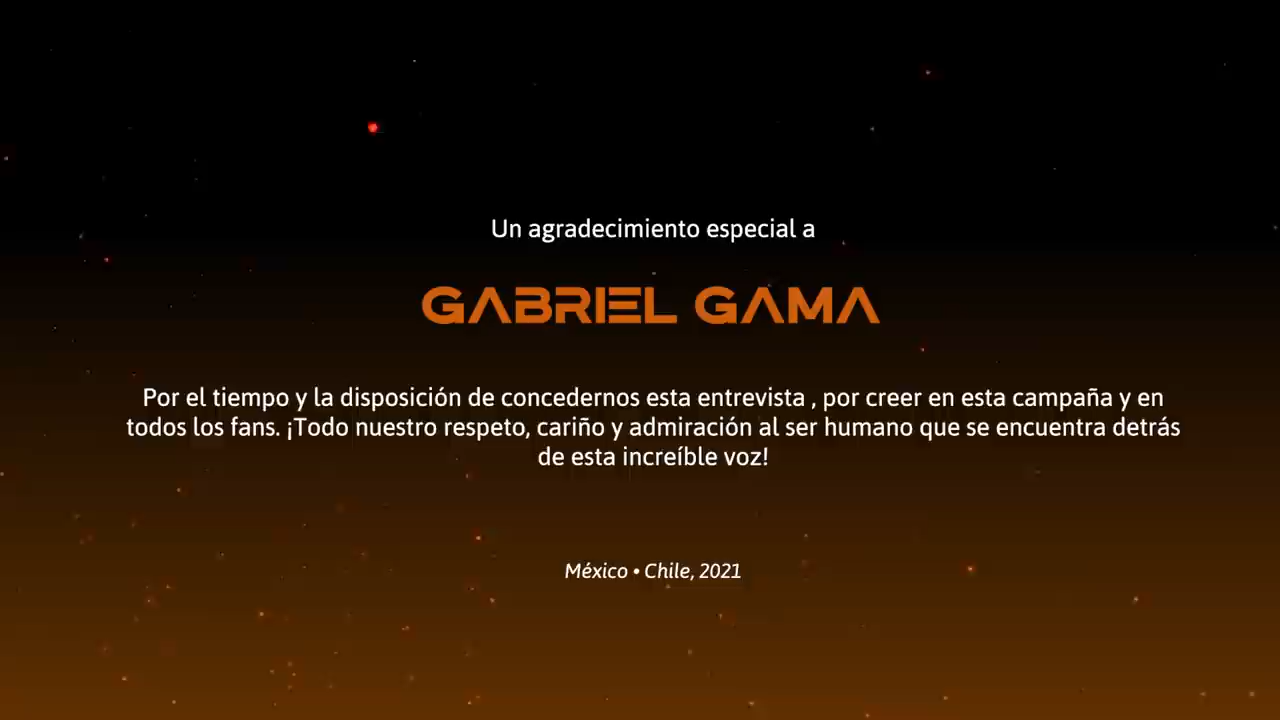 Un agradecimiento especial a
GABRIEL GAMA
Por el tiempo y la disposición de concedernos esta entrevista , por creer en esta campaña y en
todos los fans. ¡Todo nuestro respeto, cariño y admiración al ser humano que se encuentra detrás
de esta increíble voz!
México • Chile, 2021